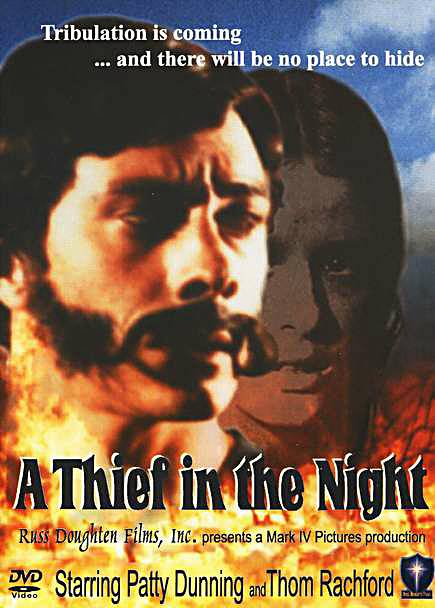 Tribulation is coming
... and there will be no place to hide
A Thief in the Night
Russ Doughten Films, Inc. presents a Mark IV Pictures production
DVD
Video
Starring Patty Dunning and Thom Rachford